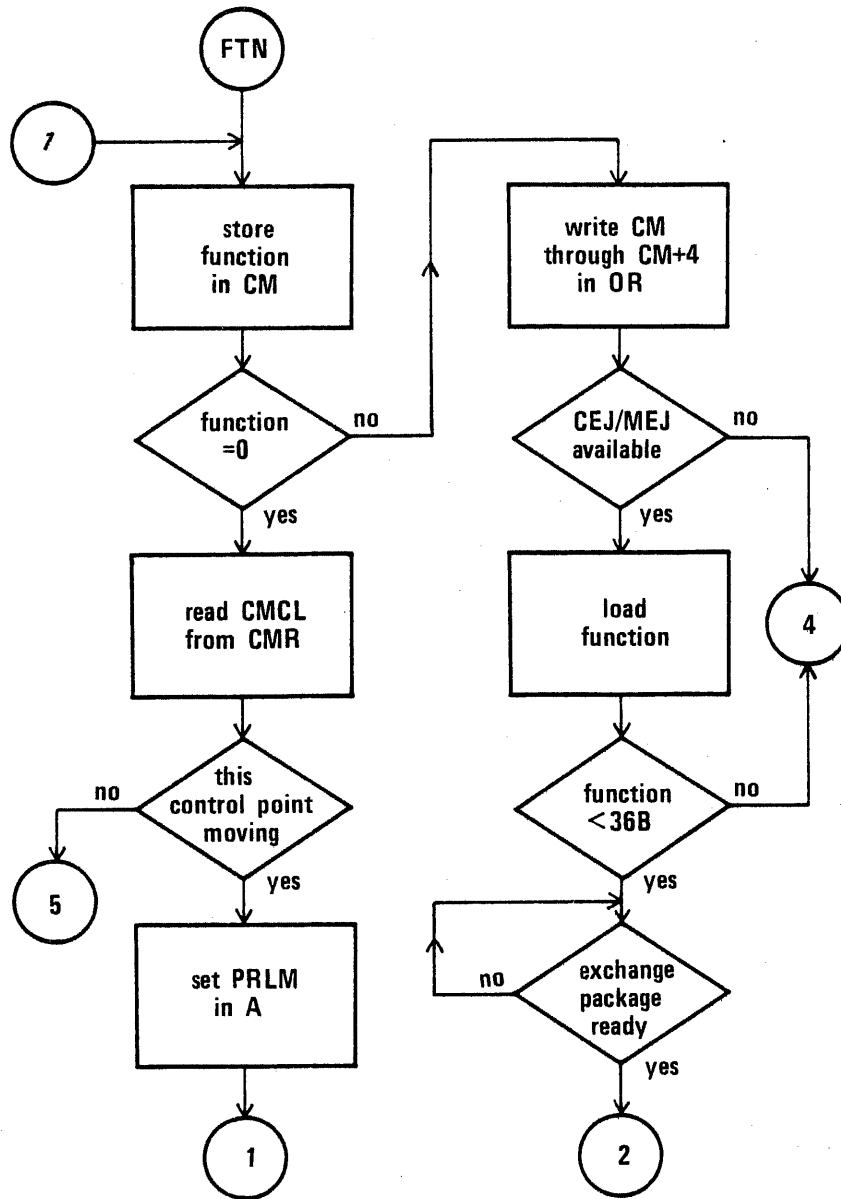 FTN
1
store
function
in CM
function
=0
no
yes
read CMCL
from CMR
this
control point
moving
no
yes
5
set PRLM
in A
1
write CM
through CM+4
in OR
CEJ/MEJ
available
no
yes
load
function
4
function
<36B
no
yes
exchange
package
ready
no
yes
2